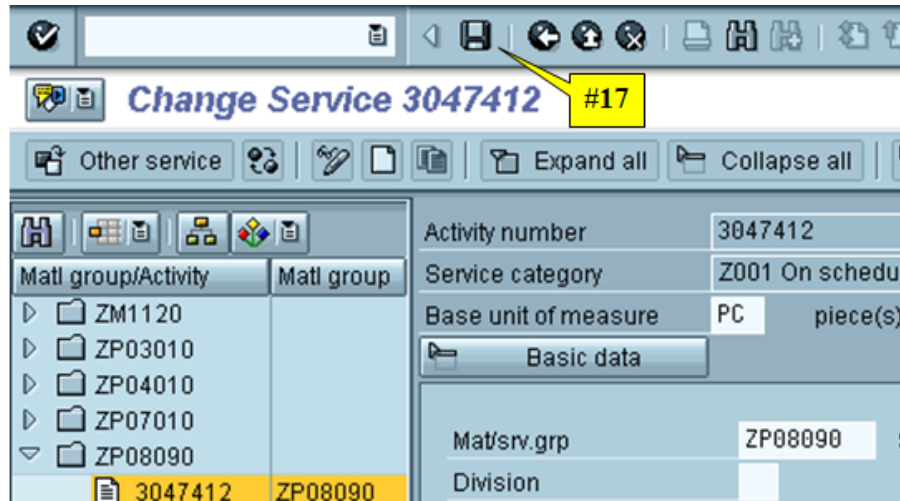 Change Service 3047412
#17
Other service
Expand all
Collapse all
Activity number 3047412
Matl group/Activity Matl group
Service category Z001 On schedu
ZM1120
Base unit of measure PC piece(s)
ZP03010
Basic data
ZP04010
ZP07010
Mat/srv.grp ZP08090
ZP08090
Division
3047412 ZP08090